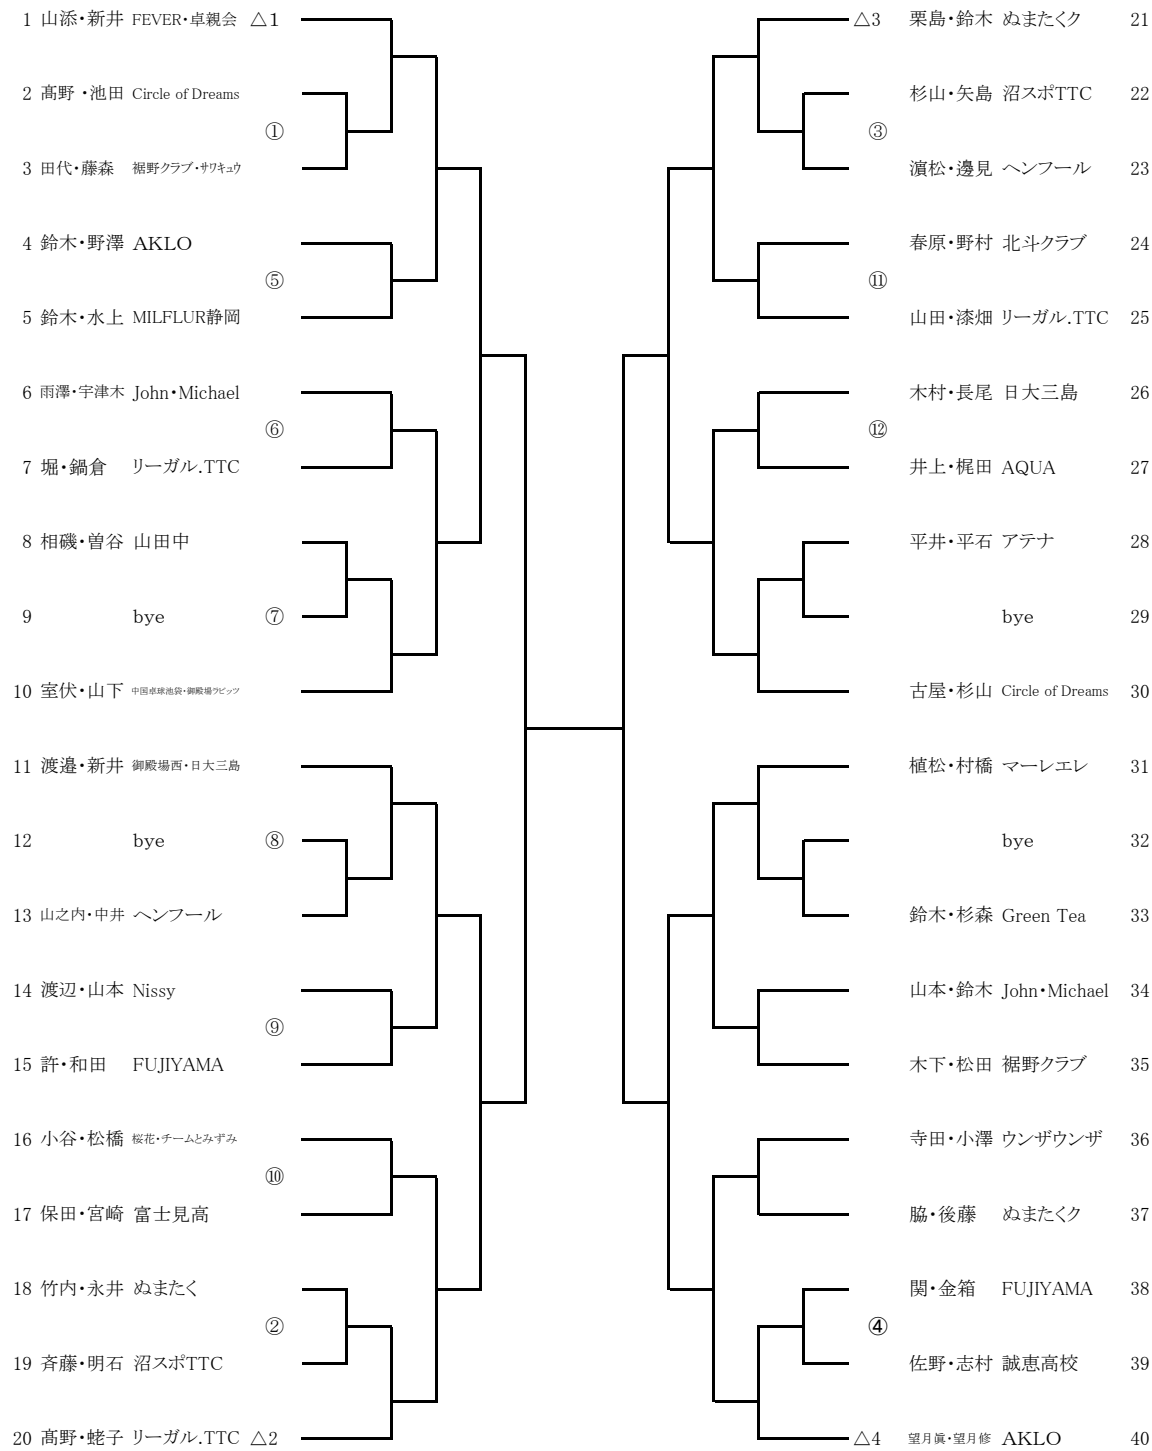 1 山添・新井 FEVER・卓親会 △1
2 髙野 ・池田 Circle of Dreams
①
3 田代・藤森 裾野クラブ・サワキュウ
4 鈴木・野澤 AKLO
⑤
5 鈴木・水上 MILFLUR静岡
6 雨澤・宇津木 John・Michael
⑥
7 堀・鍋倉 リーガル.TTC
8 相磯・曽谷 山田中
9 bye ⑦
10 室伏・山下 中国卓球池袋・御殿場ラビッツ
11 渡邉・新井 御殿場西・日大三島
12 bye ⑧
13 山之内・中井 ヘンフール
14 渡辺・山本 Nissy
⑨
15 許・和田 FUJIYAMA
16 小谷・松橋 桜花・チームとみずみ
⑩
17 保田・宮崎 富士見高
18 竹内・永井 ぬまたく
②
19 斉藤・明石 沼スポTTC
20 髙野・蛯子 リーガル.TTC △2
△3 栗島・鈴木 ぬまたくク 21
杉山・矢島 沼スポTTC 22
③
濵松・邊見 ヘンフール 23
春原・野村 北斗クラブ 24
⑪
山田・漆畑 リーガル.TTC 25
木村・長尾 日大三島 26
⑫
井上・梶田 AQUA 27
平井・平石 アテナ 28
bye 29
古屋・杉山 Circle of Dreams 30
植松・村橋 マーレエレ 31
bye 32
鈴木・杉森 Green Tea 33
山本・鈴木 John・Michael 34
木下・松田 裾野クラブ 35
寺田・小澤 ウンザウンザ 36
脇・後藤 ぬまたくク 37
関・金箱 FUJIYAMA 38
④
佐野・志村 誠恵高校 39
△4 望月眞・望月修 AKLO 40